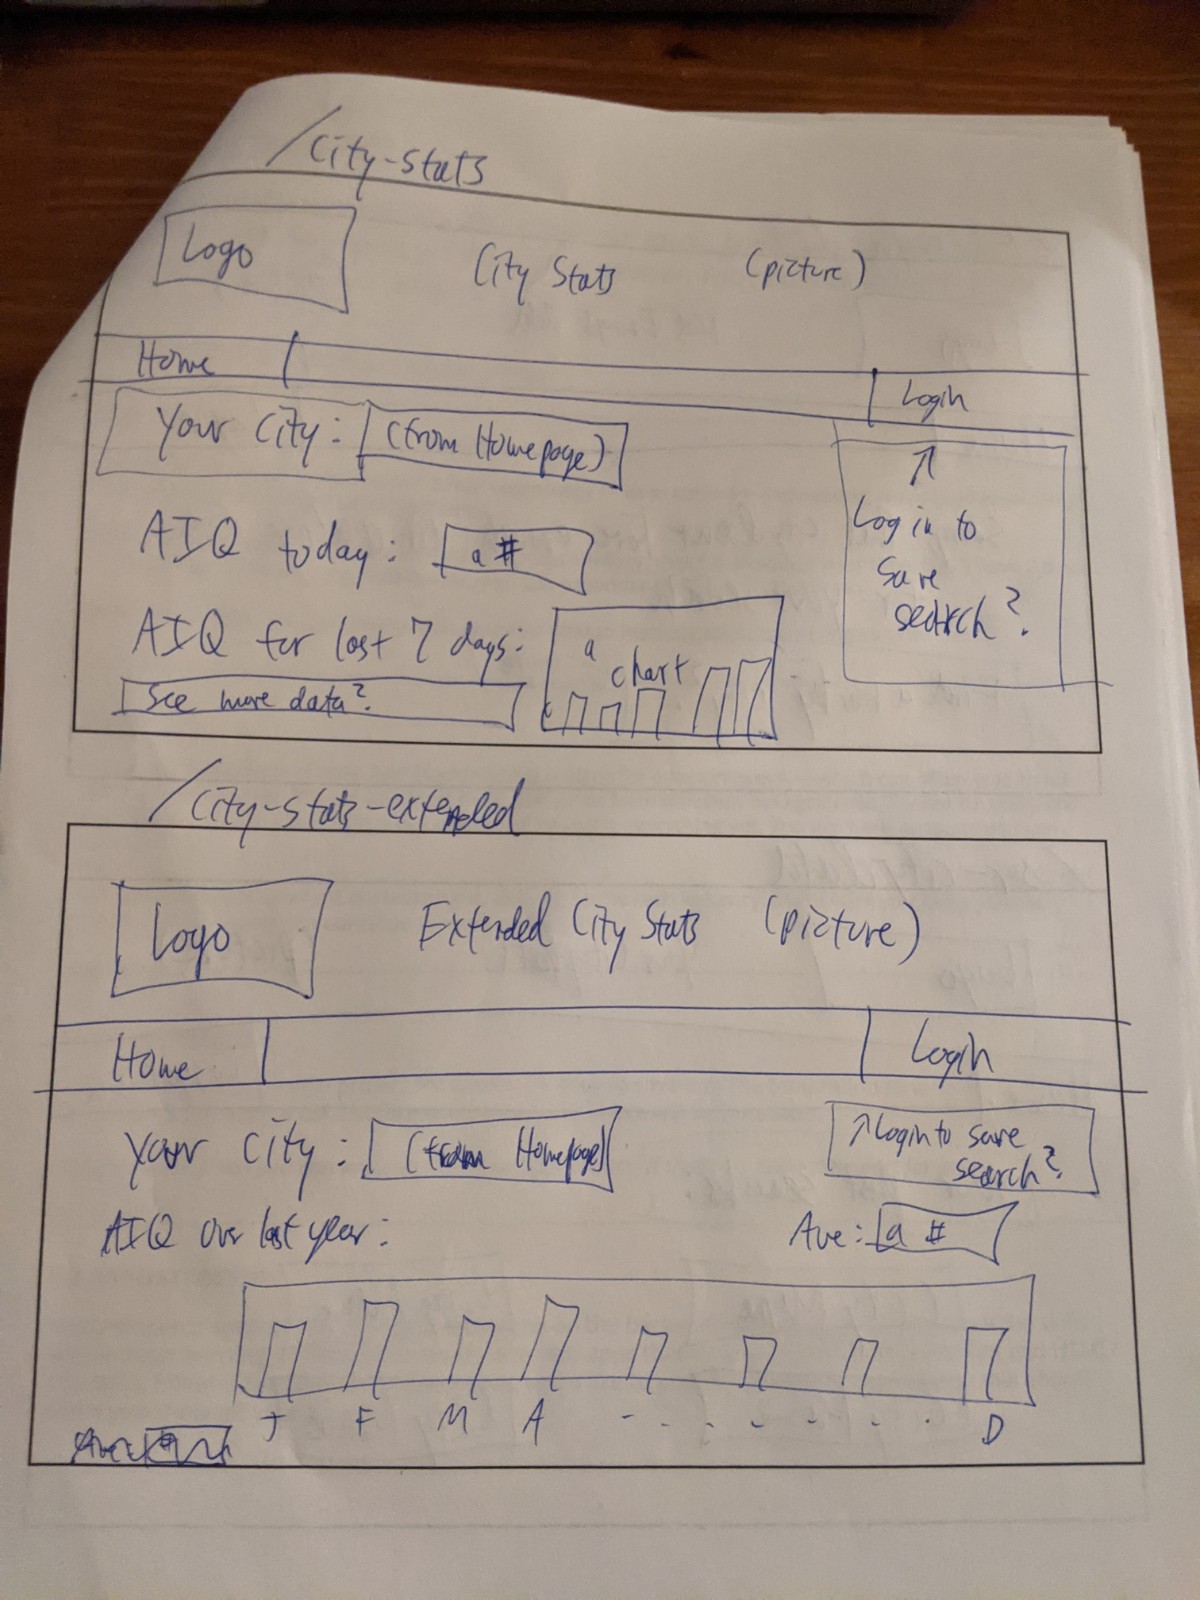 /city-stats
Logo City Stats (picture)
Home Login
Your City: (from Homepage)
↑
Log in to
save
search?
AIQ today: a #
AIQ for last 7 days: a chart
See more data?
/city-stats-extended
Logo Extended City Stats (picture)
Home Login
Your City: (from Homepage)
↑ Login to save
search?
AIQ over last year: Ave: a #
J F M A - - . - - . . D